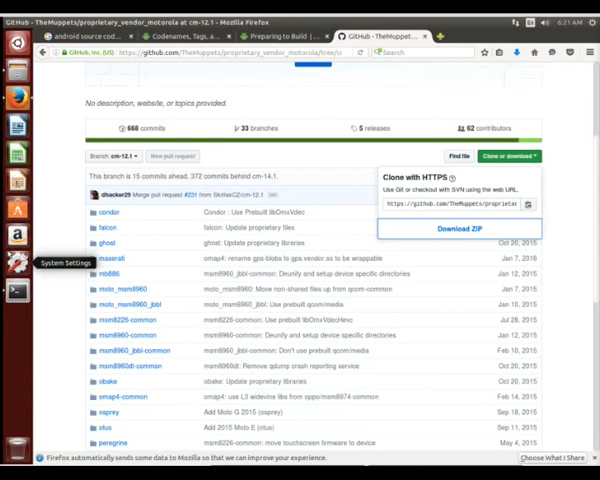 GitHub - TheMuppets/proprietary_vendor_motorola at cm-12.1 - Mozilla Firefox
En
6:21 AM
android source cod...
Codenames, Tags, a...
Preparing to Build | ...
GitHub - TheMuppet...
GitHub, Inc. (US)
https://github.com/TheMuppets/proprietary_vendor_motorola/tree/c
Search
No description, website, or topics provided.
668 commits
33 branches
5 releases
62 contributors
Branch: cm-12.1
New pull request
Find file
Clone or download
This branch is 15 commits ahead, 372 commits behind cm-14.1.
Clone with HTTPS
Use Git or checkout with SVN using the web URL.
https://github.com/TheMuppets/proprietar
Download ZIP
dhacker29 Merge pull request #231 from SkrilaxCZ/cm-12.1
condor
Condor : Use Prebuilt libOmxVdec
falcon
falcon: Update proprietary files
ghost
ghost: Update proprietary libraries
Oct 20, 2015
System Settings
maserati
omap4: rename gps-blobs to gps.vendor.so to be wrappable
Jan 7, 2016
mb886
msm8960_jbbl-common: Deunify and setup device specific directories
Jan 12, 2015
moto_msm8960
moto_msm8960: Move non-shared files up from qcom-common
Jan 7, 2015
moto_msm8960_jbbl
moto_msm8960_jbbl: Use prebuilt qcom/media
Jan 10, 2015
msm8226-common
msm8226-common: Use prebuilt libOmxVdecHevc
Jul 26, 2015
msm8960-common
msm8960-common: Deunify and setup device specific directories
Jan 12, 2015
msm8960_jbbl-common
msm8960_jbbl-common: Don't use prebuilt qcom/media
Feb 10, 2015
msm8960dt-common
msm8960dt-common: Remove qdump crash reporting service
Oct 20, 2015
obake
obake: Update proprietary libraries
Oct 20, 2015
omap4-common
omap4-common: use L3 widevine libs from oppo/msm8974-common
Feb 14, 2015
osprey
Add Moto G 2015 (osprey)
Sep 18, 2015
otus
Add 2015 Moto E (otus)
Sep 11, 2015
peregrine
msm8226-common: move touchscreen firmware to device
May 4, 2015
Firefox automatically sends some data to Mozilla so that we can improve your experience.
Choose What I Share